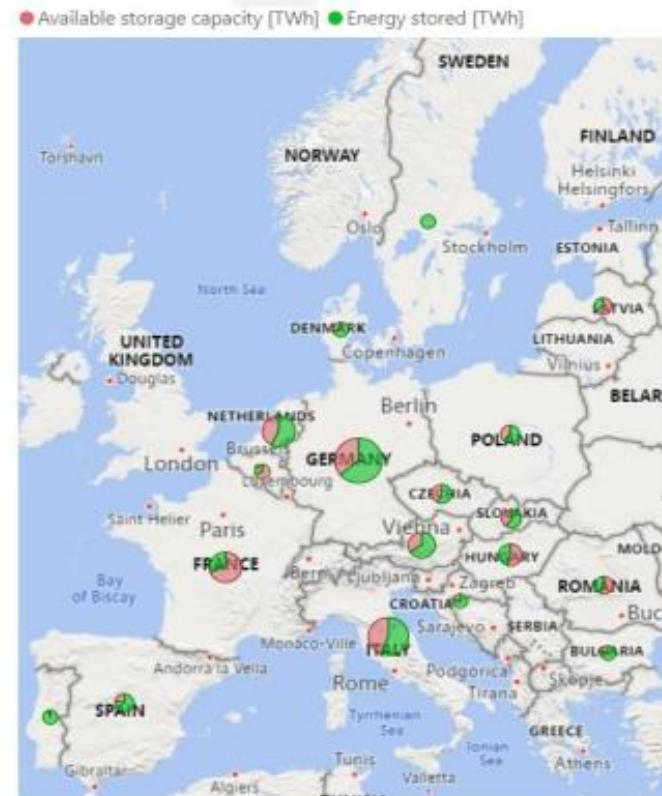 Available storage capacity [TWh] Energy stored [TWh]
SWEDEN
FINLAND
Tórshavn
NORWAY
Helsinki
Helsingfors
Oslo
Tallinn
Stockholm
ESTONIA
North Sea
LATVIA
DENMARK
LITHUANIA
UNITED
KINGDOM
Copenhagen
Vilnius
Douglas
BELAR
NETHERLANDS
Berlin
POLAND
London
Brussels
GERMANY
Luxembourg
CZECHIA
Saint Helier
Paris
SLOVAKIA
Vienna
FRANCE
HUNGARY
MOLD
Bern
Ljubljana
Zagreb
Bay
of Biscay
ROMANIA
CROATIA
Buc
Monaco-Ville
Sarajevo
SERBIA
ITALY
BULGARIA
Andorra la Vella
Podgorica
Skopje
Rome
Tirana
SPAIN
Tyrrhenian
Sea
GREECE
Ionian
Sea
Athens
Gibraltar
Tunis
Algiers
Valletta